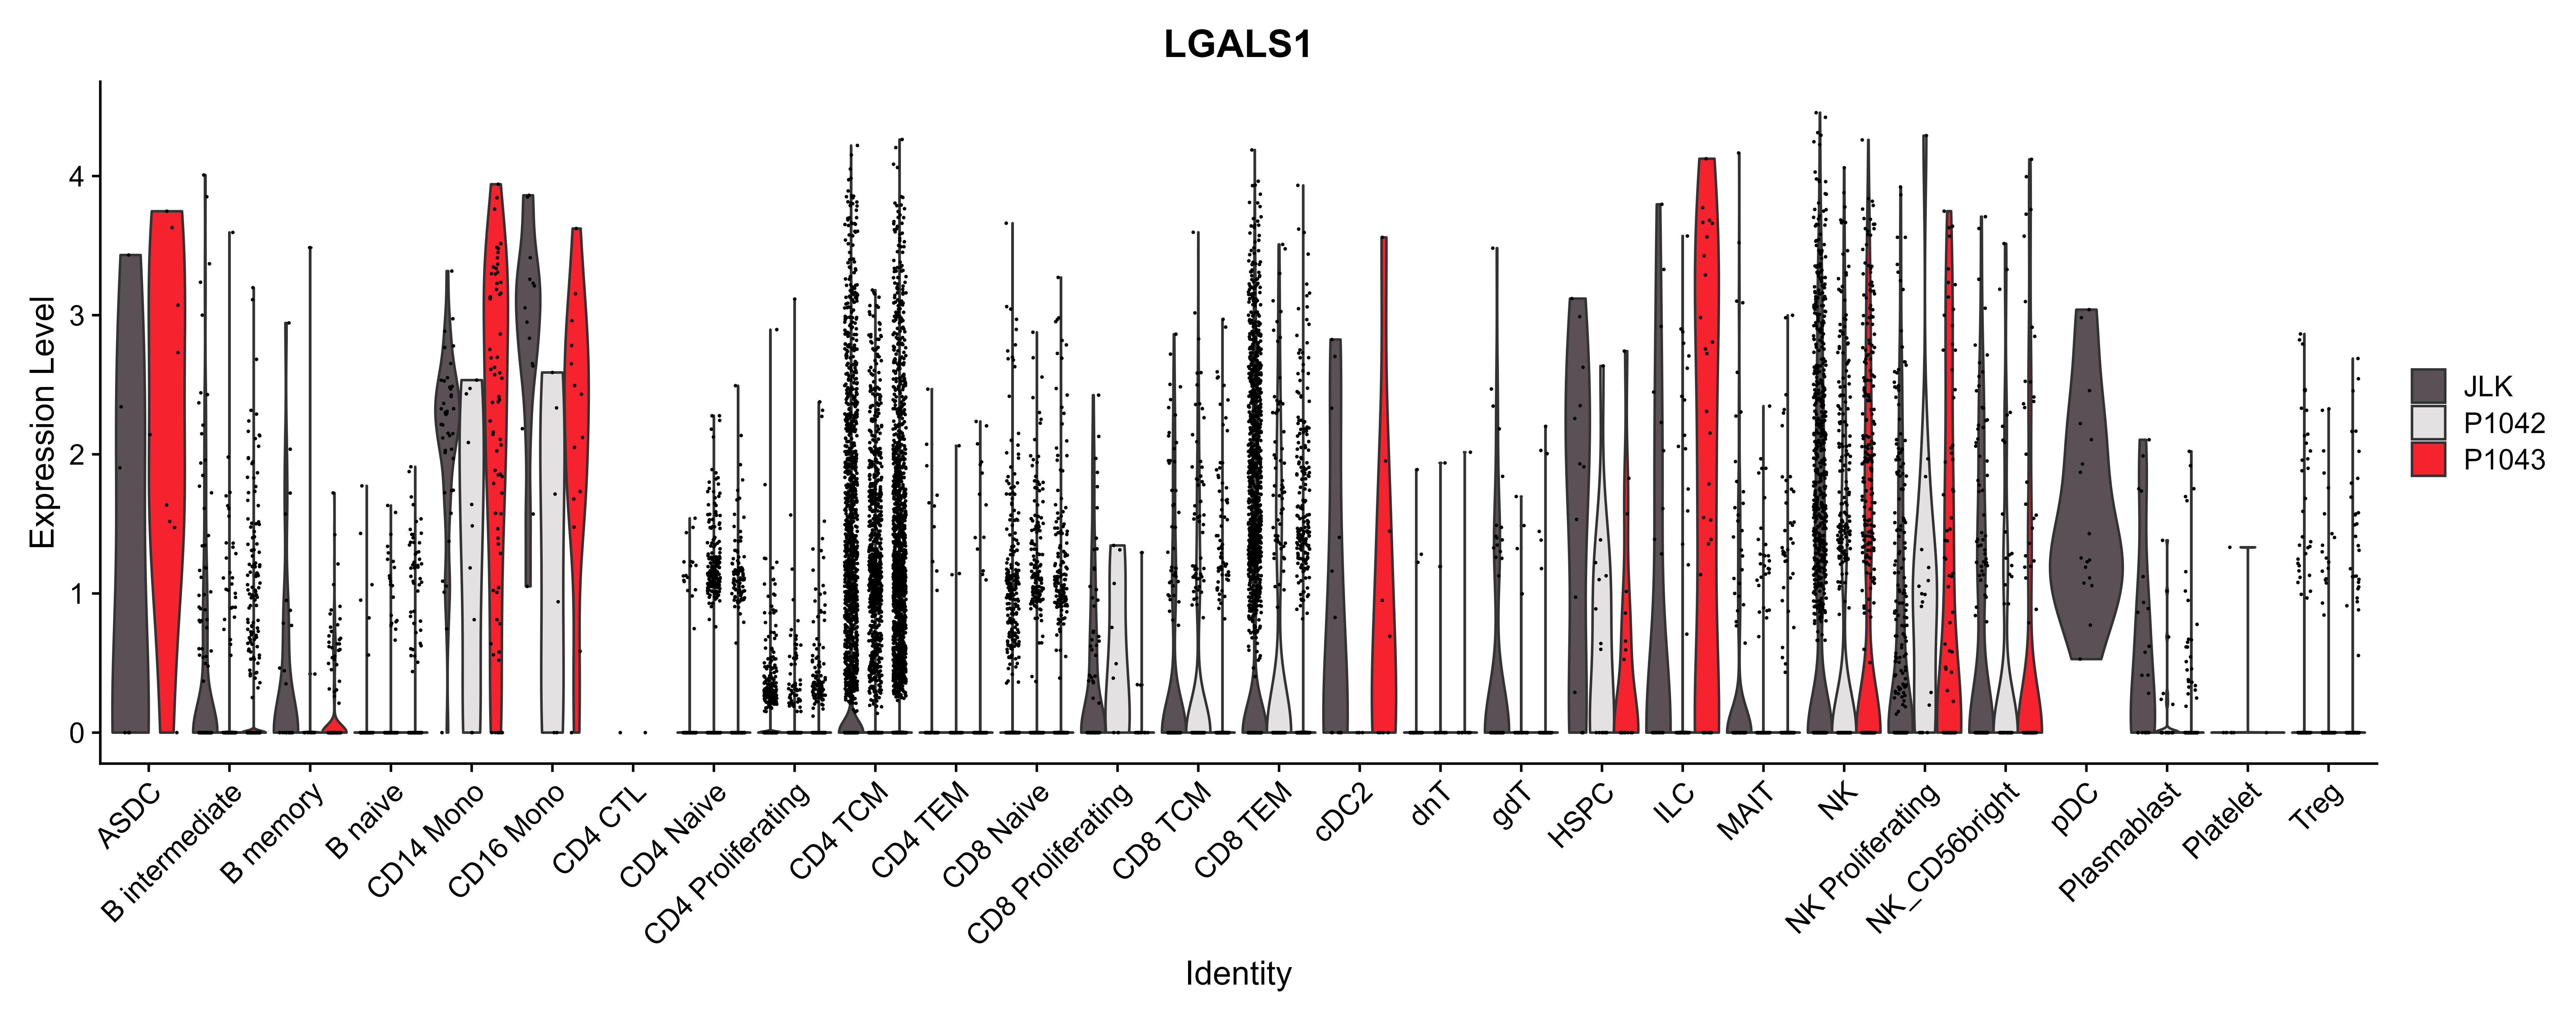 LGALS1
Expression Level
4
3
2
1
0
JLK
P1042
P1043
ASDC
B intermediate
B memory
B naive
CD14 Mono
CD16 Mono
CD4 CTL
CD4 Naive
CD4 Proliferating
CD4 TCM
CD4 TEM
CD8 Naive
CD8 Proliferating
CD8 TCM
CD8 TEM
cDC2
dnT
gdT
HSPC
ILC
MAIT
NK
NK Proliferating
NK_CD56bright
pDC
Plasmablast
Platelet
Treg
Identity